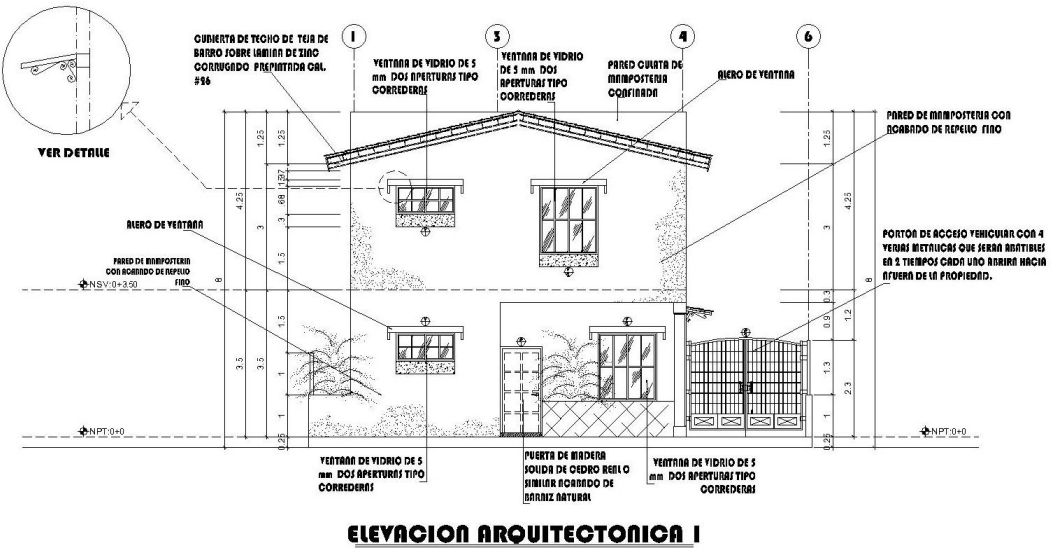 1
3
4
6
CUBIERTA DE TECHO DE TEJA DE
BARRO SOBRE LAMINA DE ZINC
CORRUGADO PREPINTADA CAL.
#26
VENTANA DE VIDRIO DE 5
mm DOS APERTURAS TIPO
CORREDERAS
VENTANA DE VIDRIO
DE 5 mm DOS
APERTURAS TIPO
CORREDERAS
PARED CULATA DE
MAMPOSTERIA
CONFINADA
ALERO DE VENTANA
PARED DE MAMPOSTERIA CON
ACABADO DE REPELLO FINO
VER DETALLE
1.25
1.25
1.25
4.25
3
.68
3
1.5
8
3
4.25
8
ALERO DE VENTANA
PARED DE MAMPOSTERIA
CON ACABADO DE REPELLO
FINO
PORTON DE ACCESO VEHICULAR CON 4
VERJAS METALICAS QUE SERAN ABATIBLES
EN 2 TIEMPOS CADA UNO ABRIRA HACIA
AFUERA DE LA PROPIEDAD.
NSV:0+3.50
0.3
0.9
1.2
1.5
3.5
3.5
1
1
0.25
1.3
2.3
1
0.25
NPT:0+0
NPT:0+0
VENTANA DE VIDRIO DE 5
mm DOS APERTURAS TIPO
CORREDERAS
PUERTA DE MADERA
SOLIDA DE CEDRO REAL O
SIMILAR ACABADO DE
BARNIZ NATURAL
VENTANA DE VIDRIO DE 5
mm DOS APERTURAS TIPO
CORREDERAS
ELEVACION ARQUITECTONICA 1